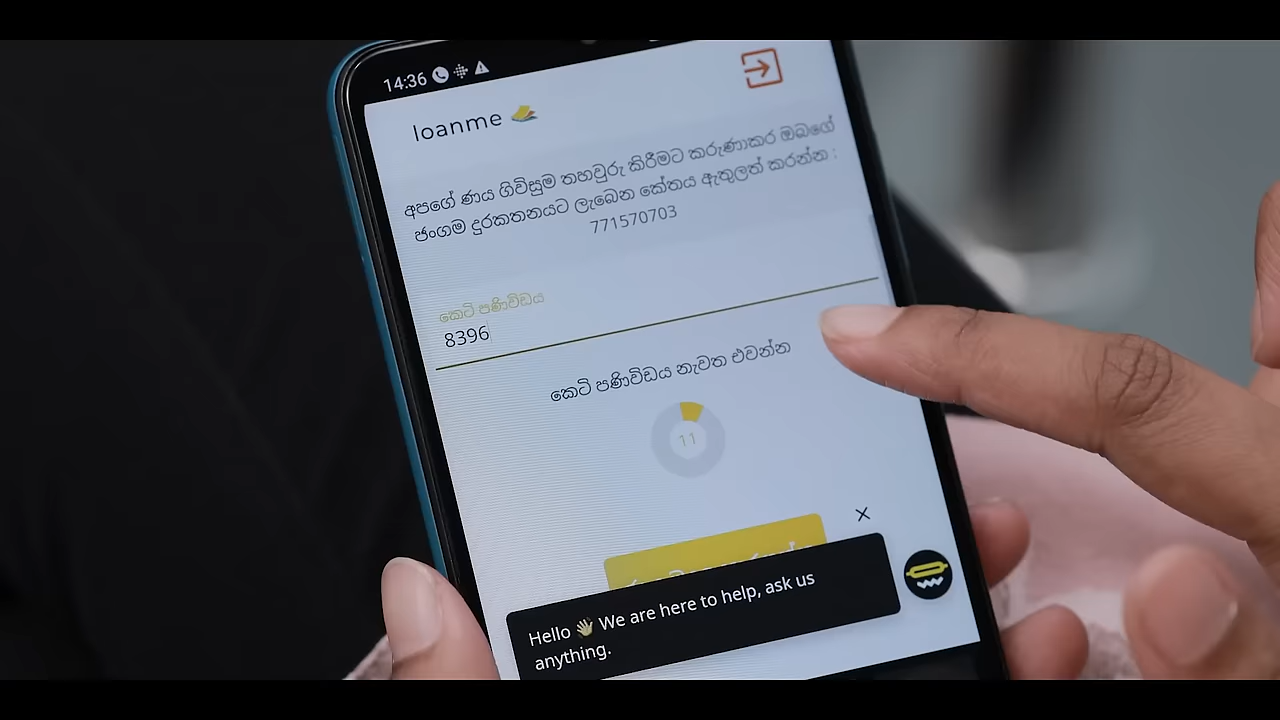 14:36
loanme
අපගේ ණය ගිවිසුම තහවුරු කිරීමට කරුණාකර ඔබගේ
ජංගම දුරකතනයට ලැබෙන කේතය ඇතුලත් කරන්න :
771570703
කෙටි පණිවිඩය
8396
කෙටි පණිවිඩය නැවත එවන්න
11
Hello 👋 We are here to help, ask us
anything.